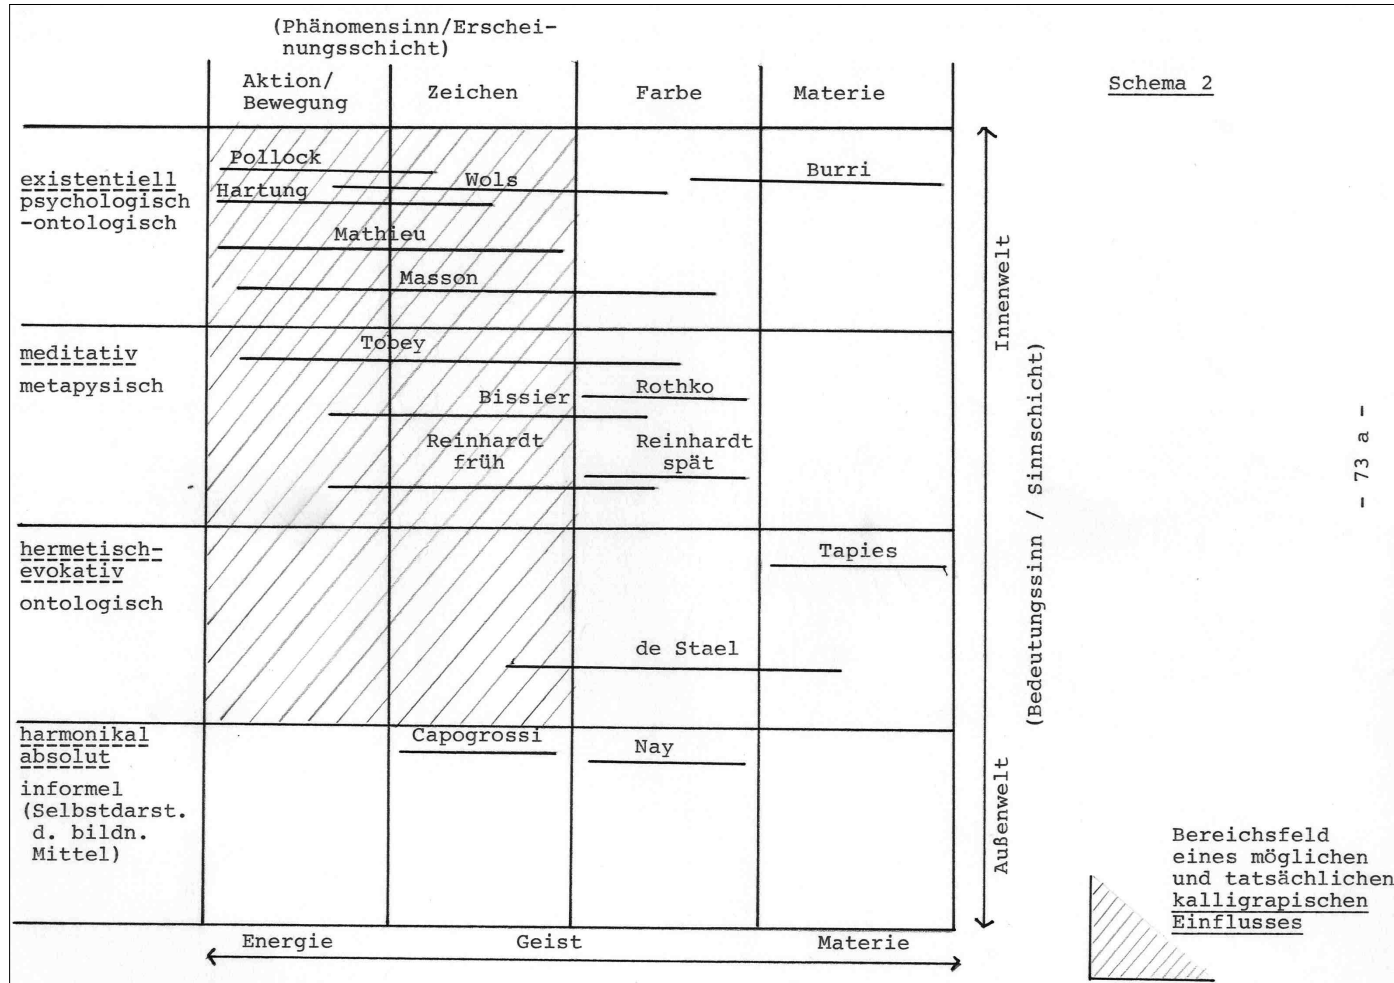 (Phänomensinn/Erschei-
nungsschicht)
Aktion/
Bewegung
Zeichen
Farbe
Materie
Schema 2
existentiell
psychologisch
-ontologisch
Pollock
Hartung
Wols
Burri
Mathieu
Masson
meditativ
metapysisch
Tobey
Bissier
Rothko
Reinhardt
früh
Reinhardt
spät
hermetisch-
evokativ
ontologisch
Tapies
de Stael
harmonikal
absolut
informel
(Selbstdarst.
d. bildn.
Mittel)
Capogrossi
Nay
Energie
Geist
Materie
Innenwelt
Außenwelt
(Bedeutungssinn / Sinnschicht)
- 73 a -
Bereichsfeld
eines möglichen
und tatsächlichen
kalligrapischen
Einflusses